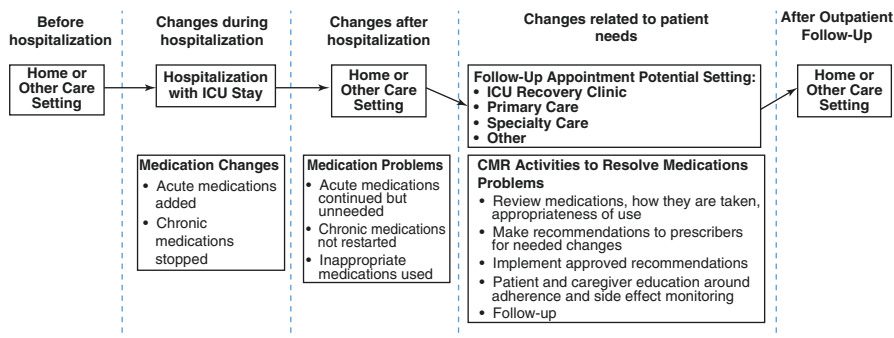 Before
hospitalization
Changes during
hospitalization
Changes after
hospitalization
Changes related to patient
needs
After Outpatient
Follow-Up
Home or
Other Care
Setting
Hospitalization
with ICU Stay
Home or
Other Care
Setting
Follow-Up Appointment Potential Setting:
• ICU Recovery Clinic
• Primary Care
• Specialty Care
• Other
Home or
Other Care
Setting
Medication Changes
• Acute medications
added
• Chronic
medications
stopped
Medication Problems
• Acute medications
continued but
unneeded
• Chronic medications
not restarted
• Inappropriate
medications used
CMR Activities to Resolve Medications
Problems
• Review medications, how they are taken,
appropriateness of use
• Make recommendations to prescribers
for needed changes
• Implement approved recommendations
• Patient and caregiver education around
adherence and side effect monitoring
• Follow-up